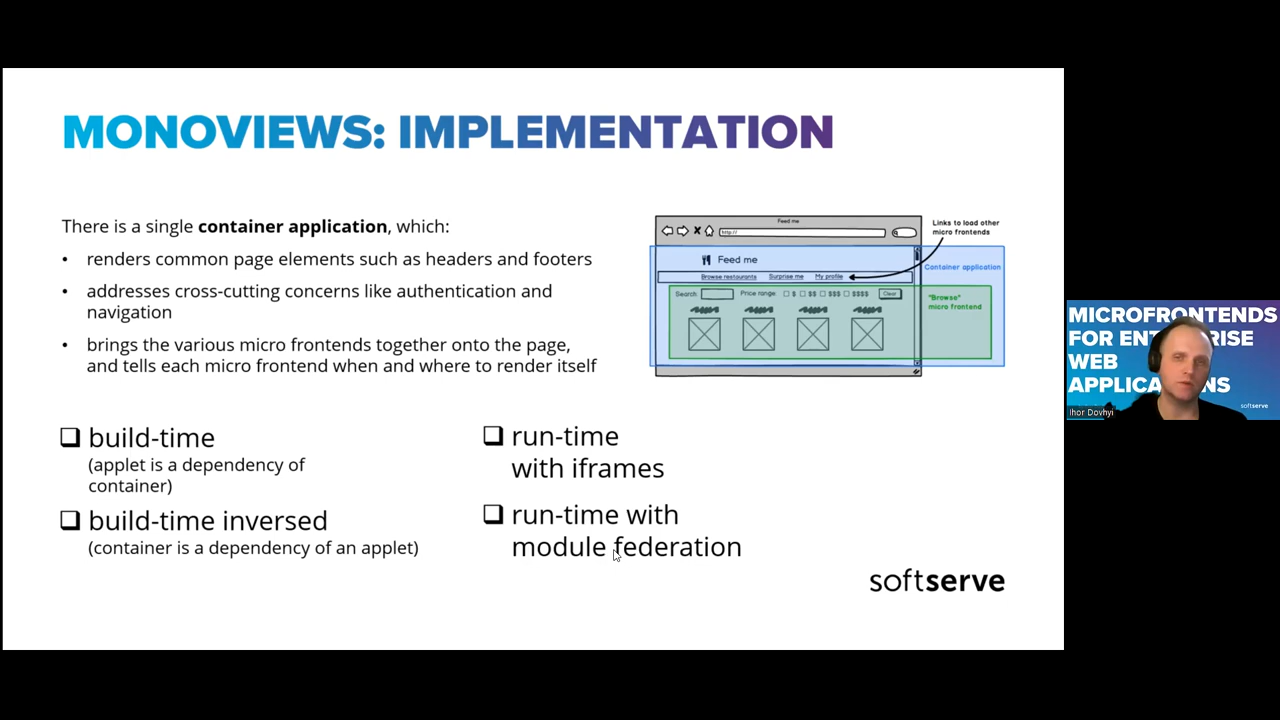 MONOVIEWS: IMPLEMENTATION
There is a single container application, which:
• renders common page elements such as headers and footers
• addresses cross-cutting concerns like authentication and
navigation
• brings the various micro frontends together onto the page,
and tells each micro frontend when and where to render itself
Feed me
http://
Feed me
Browse restaurants Surprise me My profile
Search: Price range: $ $$ $$$ $$$$ Clear
Links to load other
micro frontends
Container application
"Browse"
micro frontend
❑ build-time
(applet is a dependency of
container)
❑ build-time inversed
(container is a dependency of an applet)
❑ run-time
with iframes
❑ run-time with
module federation
softserve
MICROFRONTENDS
FOR ENT RISE
WEB
APPLICA NS
softserve
Ihor Dovhyi